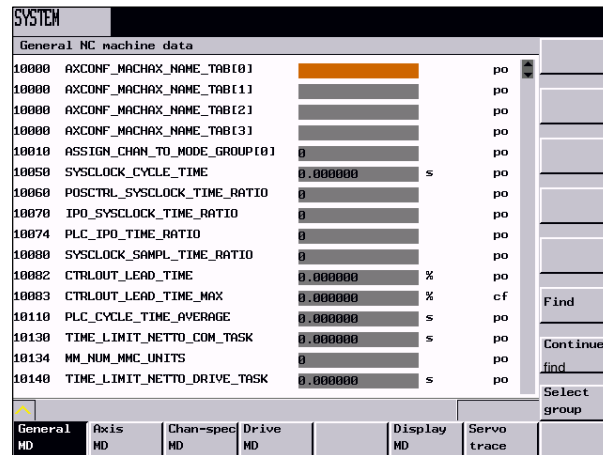 SYSTEM
General NC machine data
10000 AXCONF_MACHAX_NAME_TAB[0] po
10000 AXCONF_MACHAX_NAME_TAB[1] po
10000 AXCONF_MACHAX_NAME_TAB[2] po
10000 AXCONF_MACHAX_NAME_TAB[3] po
10010 ASSIGN_CHAN_TO_MODE_GROUP[0] 0 po
10050 SYSCLOCK_CYCLE_TIME 0.000000 s po
10060 POSCTRL_SYSCLOCK_TIME_RATIO 0 po
10070 IPO_SYSCLOCK_TIME_RATIO 0 po
10074 PLC_IPO_TIME_RATIO 0 po
10080 SYSCLOCK_SAMPL_TIME_RATIO 0 po
10082 CTRLOUT_LEAD_TIME 0.000000 % po
10083 CTRLOUT_LEAD_TIME_MAX 0.000000 % cf
10110 PLC_CYCLE_TIME_AVERAGE 0.000000 s po
10130 TIME_LIMIT_NETTO_COM_TASK 0.000000 s po
10134 MM_NUM_MMC_UNITS 0 po
10140 TIME_LIMIT_NETTO_DRIVE_TASK 0.000000 s po
Find
Continue
find
Select
group
General Axis Chan-spec Drive Display Servo
MD MD MD MD MD trace